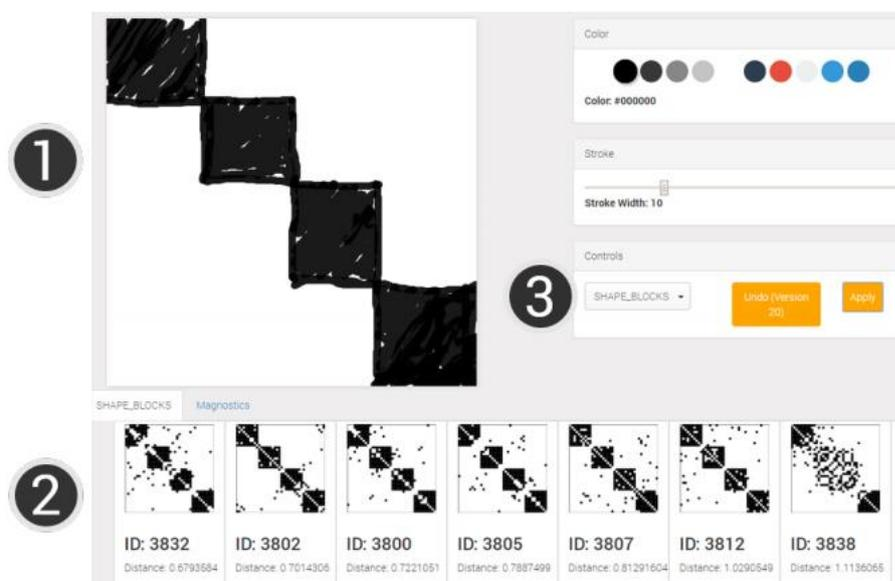 1
Color
Color: #000000
Stroke
Stroke Width: 10
Controls
3
SHAPE_BLOCKS
Undo (Version
20)
Apply
SHAPE_BLOCKS Magnostics
2
ID: 3832 ID: 3802 ID: 3800 ID: 3805 ID: 3807 ID: 3812 ID: 3838
Distance: 0.6793584 Distance: 0.7014306 Distance: 0.7221051 Distance: 0.7887499 Distance: 0.81291604 Distance: 1.0290549 Distance: 1.1136065